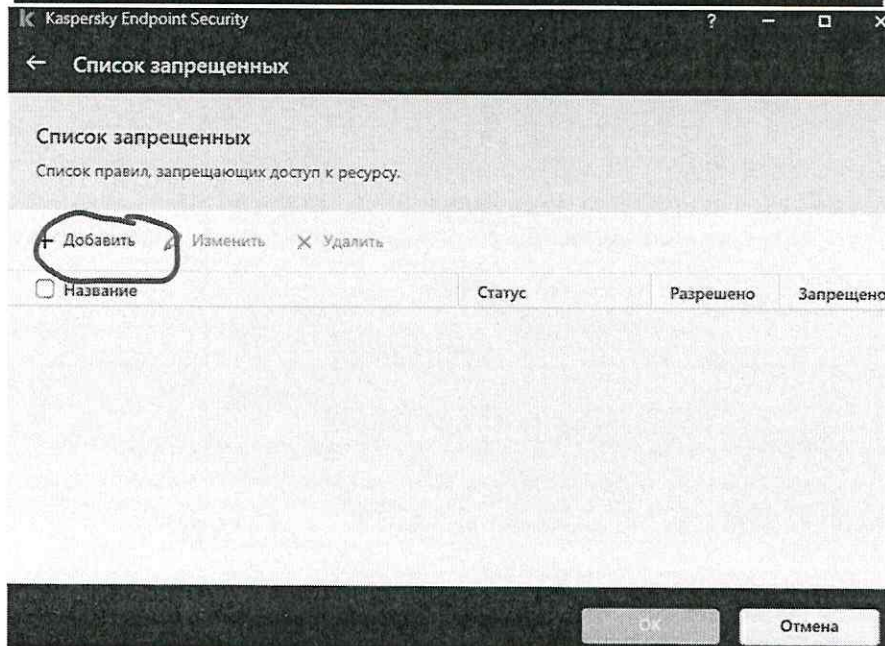 Kaspersky Endpoint Security ?
Список запрещенных
Список запрещенных
Список правил, запрещающих доступ к ресурсу.
+ Добавить Изменить × Удалить
Название Статус Разрешено Запрещено
ОК Отмена